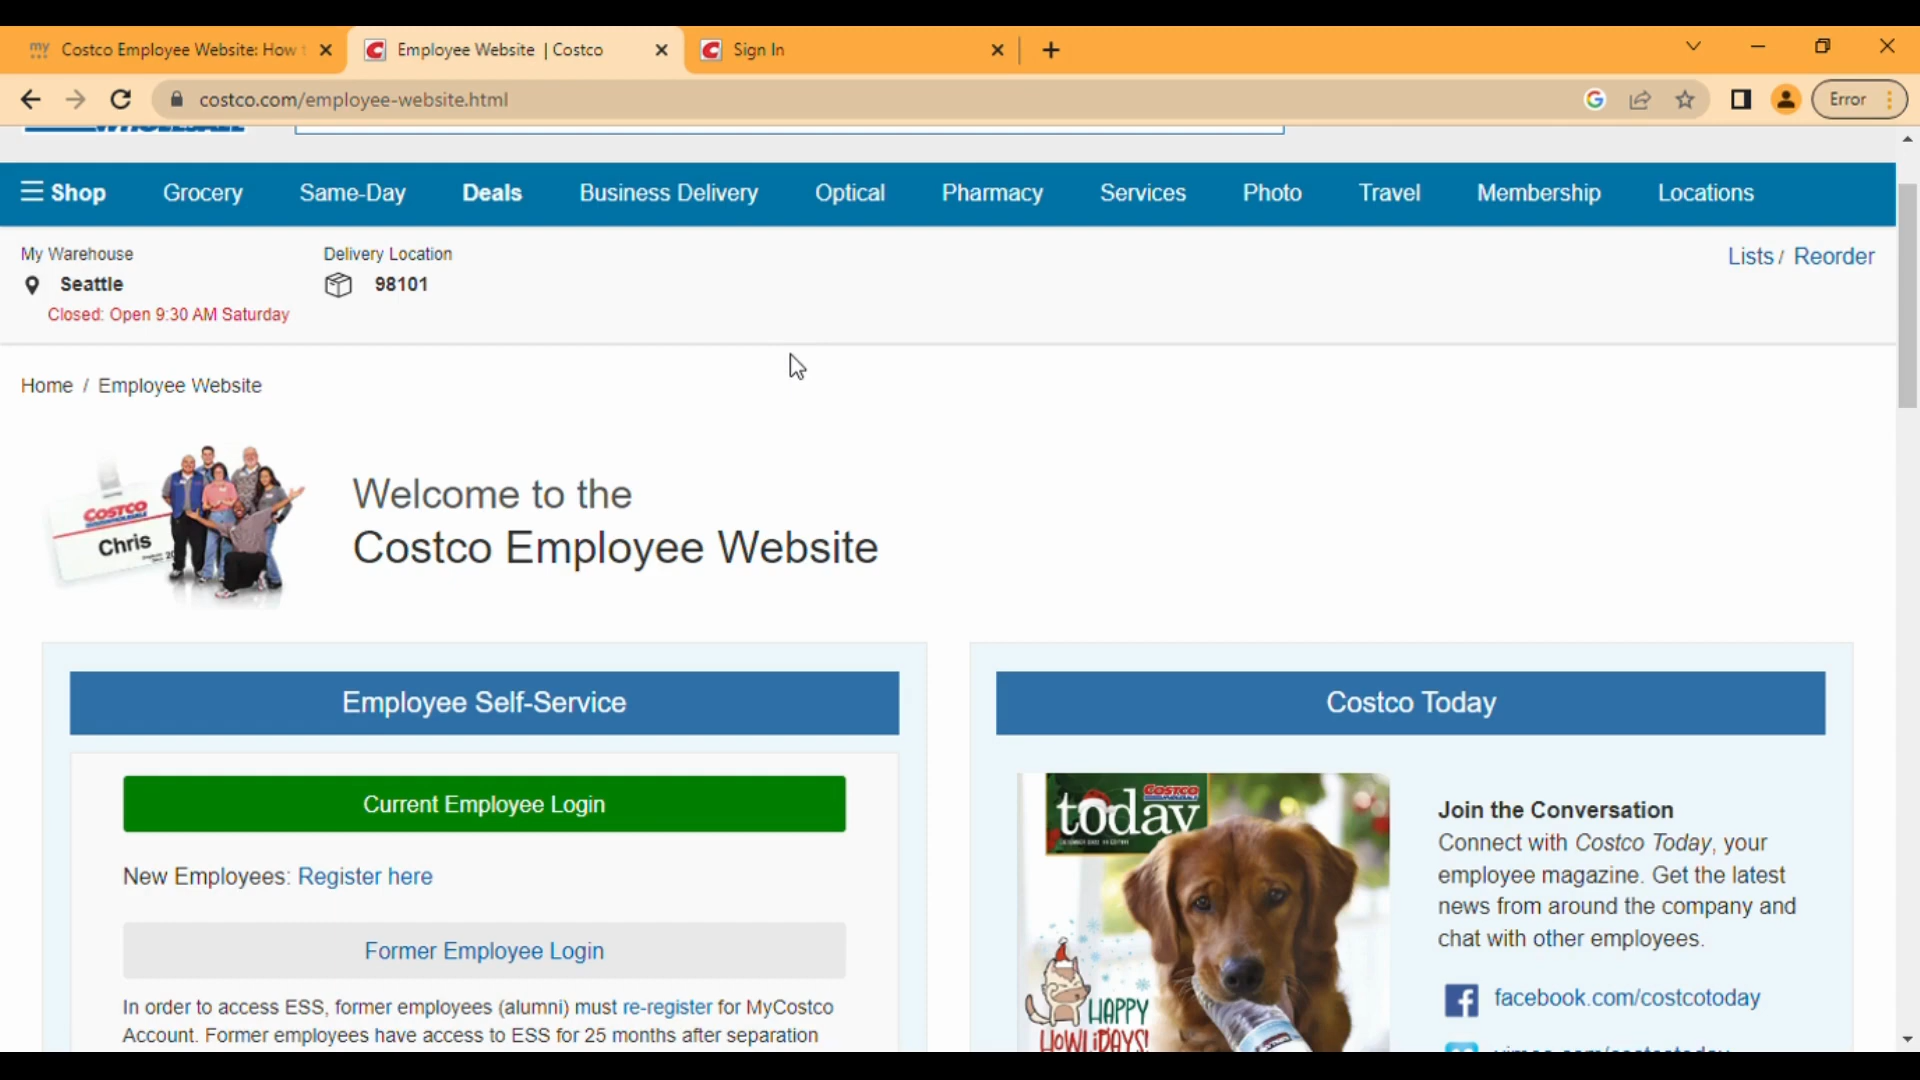 my Costco Employee Website: How
Employee Website | Costco
Sign In
costco.com/employee-website.html
Error
Shop Grocery Same-Day Deals Business Delivery Optical Pharmacy Services Photo Travel Membership Locations
My Warehouse
Seattle
Closed: Open 9:30 AM Saturday
Delivery Location
98101
Lists / Reorder
Home / Employee Website
COSTCO
Chris
Welcome to the
Costco Employee Website
Employee Self-Service
Current Employee Login
New Employees: Register here
Former Employee Login
In order to access ESS, former employees (alumni) must re-register for MyCostco
Account. Former employees have access to ESS for 25 months after separation
Costco Today
COSTCO
today
HAPPY
HOWLIDAYS!
Join the Conversation
Connect with Costco Today, your
employee magazine. Get the latest
news from around the company and
chat with other employees.
facebook.com/costcotoday